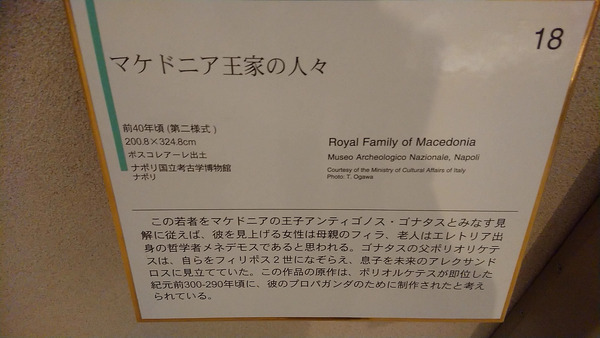 18
マケドニア王家の人々
前40年頃(第二様式)
200.8×324.8cm
ボスコレアーレ出土
ナポリ国立考古学博物館
ナポリ
Royal Family of Macedonia
Museo Archeologico Nazionale, Napoli
Courtesy of the Ministry of Cultural Affairs of Italy
Photo: T. Ogawa
この若者をマケドニアの王子アンティゴノス・ゴナタスとみなす見
解に従えば、彼を見上げる女性は母親のフィラ、老人はエレトリア出
身の哲学者メネデモスであると思われる。ゴナタスの父ポリオリケテ
スは、自らをフィリポス2世になぞらえ、息子を未来のアレクサンド
ロスに見立てていた。この作品の原作は、ポリオルケテスが即位した
紀元前300-290年頃に、彼のプロパガンダのために制作されたと考え
られている。